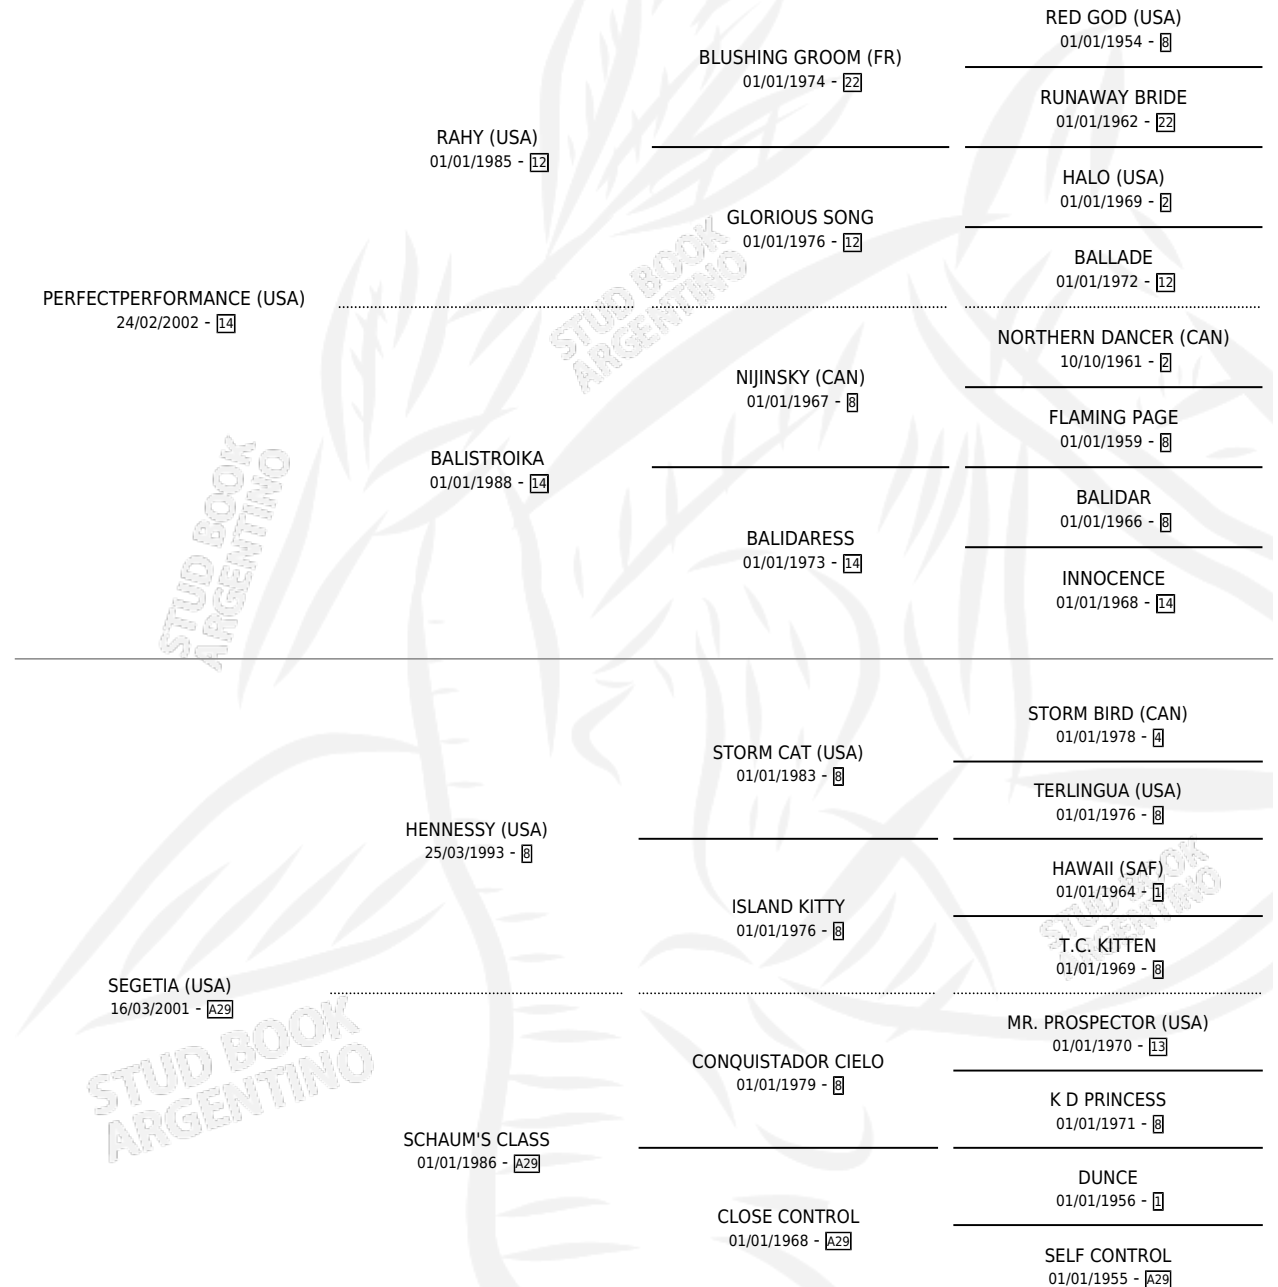 RED GOD (USA)
01/01/1954 - 8
BLUSHING GROOM (FR)
01/01/1974 - 22
RUNAWAY BRIDE
01/01/1962 - 22
RAHY (USA)
01/01/1985 - 12
HALO (USA)
01/01/1969 - 2
GLORIOUS SONG
01/01/1976 - 12
BALLADE
01/01/1972 - 12
PERFECTPERFORMANCE (USA)
24/02/2002 - 14
NORTHERN DANCER (CAN)
10/10/1961 - 2
NIJINSKY (CAN)
01/01/1967 - 8
FLAMING PAGE
01/01/1959 - 8
BALISTROIKA
01/01/1988 - 14
BALIDAR
01/01/1966 - 8
BALIDARESS
01/01/1973 - 14
INNOCENCE
01/01/1968 - 14
STORM BIRD (CAN)
01/01/1978 - 4
STORM CAT (USA)
01/01/1983 - 8
TERLINGUA (USA)
01/01/1976 - 8
HENNESSY (USA)
25/03/1993 - 8
HAWAII (SAF)
01/01/1964 - 1
ISLAND KITTY
01/01/1976 - 8
T.C. KITTEN
01/01/1969 - 8
SEGETIA (USA)
16/03/2001 - A29
MR. PROSPECTOR (USA)
01/01/1970 - 13
CONQUISTADOR CIELO
01/01/1979 - 8
K D PRINCESS
01/01/1971 - 8
SCHAUM'S CLASS
01/01/1986 - A29
DUNCE
01/01/1956 - 1
CLOSE CONTROL
01/01/1968 - A29
SELF CONTROL
01/01/1955 - A29
STUD BOOK
ARGENTINO
STUD BOOK
ARGENTINO
STUD BOOK
ARGENTINO
STUD BOOK
ARGENTINO